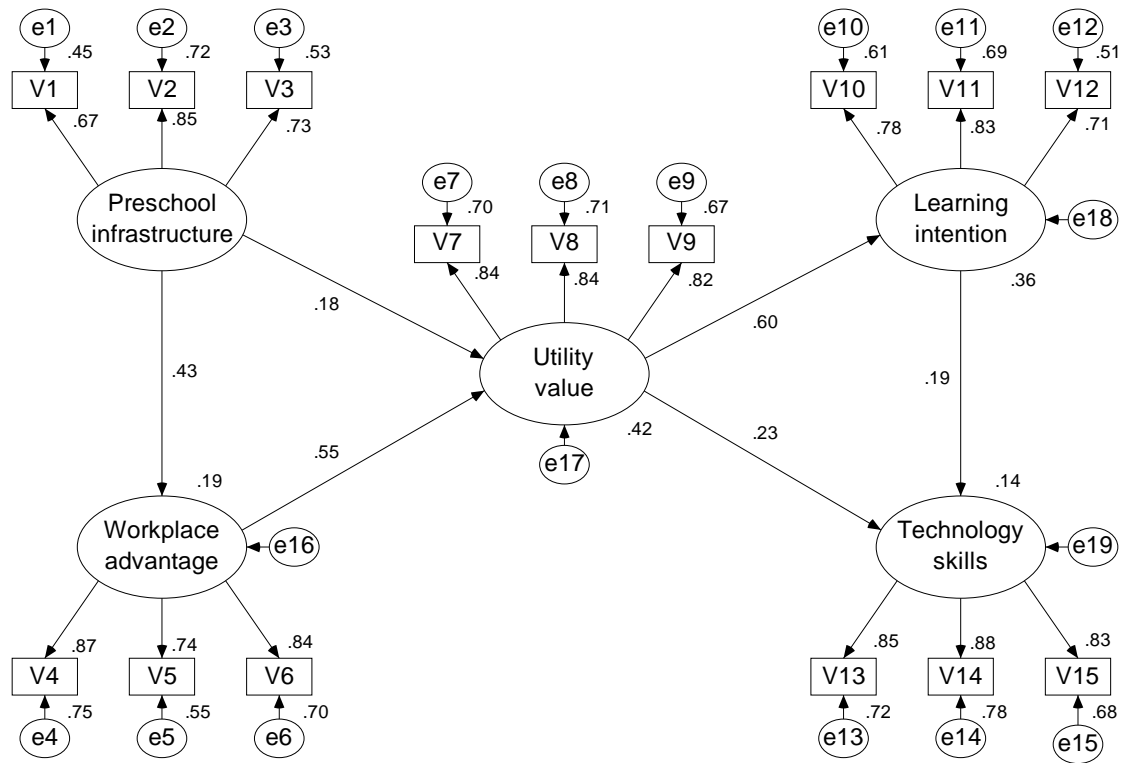 e1
e2
e3
.45
.72
.53
V1
V2
V3
.67
.85
.73
Preschool
infrastructure
e10
e11
e12
.61
.69
.51
V10
V11
V12
.78
.83
.71
Learning
intention
e18
.36
e7
e8
e9
.70
.71
.67
V7
V8
V9
.84
.84
.82
.18
.60
.43
.19
Utility
value
.42
e17
.55
.23
.19
Workplace
advantage
e16
.14
Technology
skills
e19
.87
.74
.84
V4
V5
V6
.75
.55
.70
e4
e5
e6
.85
.88
.83
V13
V14
V15
.72
.78
.68
e13
e14
e15